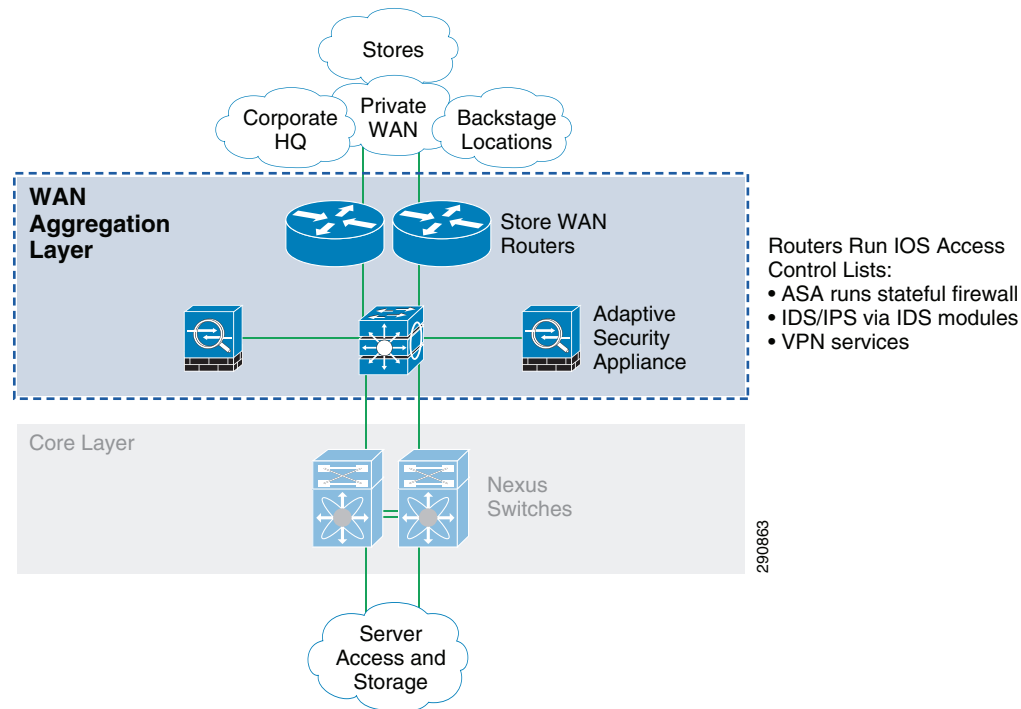 Stores
Private
WAN
Corporate
HQ
Backstage
Locations
WAN
Aggregation
Layer
Store WAN
Routers
Adaptive
Security
Appliance
Routers Run IOS Access
Control Lists:
• ASA runs stateful firewall
• IDS/IPS via IDS modules
• VPN services
Core Layer
Nexus
Switches
290863
Server
Access and
Storage